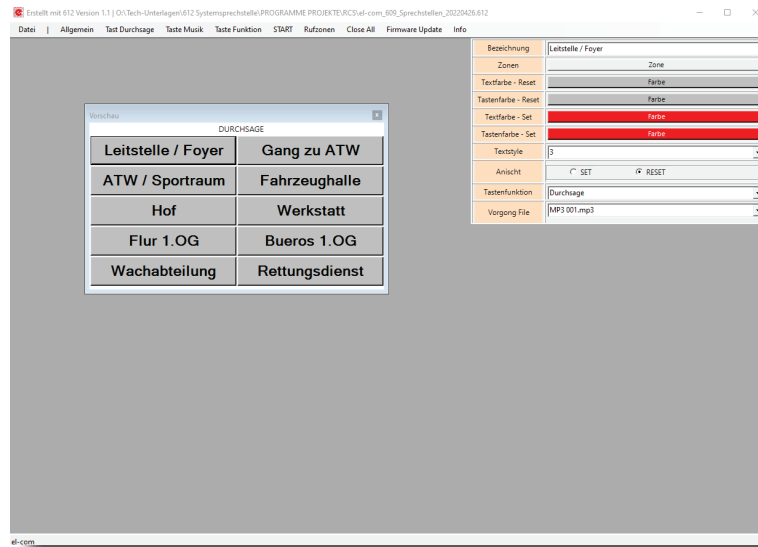 Erstellt mit 612 Version 1.1 | O:\Tech-Unterlagen\612 Systemsprechstelle\PROGRAMME PROJEKTE\RCS\el-com_609_Sprechstellen_20220426.612
Datei | Allgemein Tast Durchsage Taste Musik Taste Funktion START Rufzonen Close All Firmware Update Info
Bezeichnung Leitstelle / Foyer
Zonen Zone
Textfarbe - Reset Farbe
Tastenfarbe - Reset Farbe
Textfarbe - Set Farbe
Tastenfarbe - Set Farbe
Textstyle 3
Anischt SET RESET
Tastenfunktion Durchsage
Vorgong File MP3 001.mp3
Vorschau
DURCHSAGE
Leitstelle / Foyer Gang zu ATW
ATW / Sportraum Fahrzeughalle
Hof Werkstatt
Flur 1.OG Bueros 1.OG
Wachabteilung Rettungsdienst
el-com